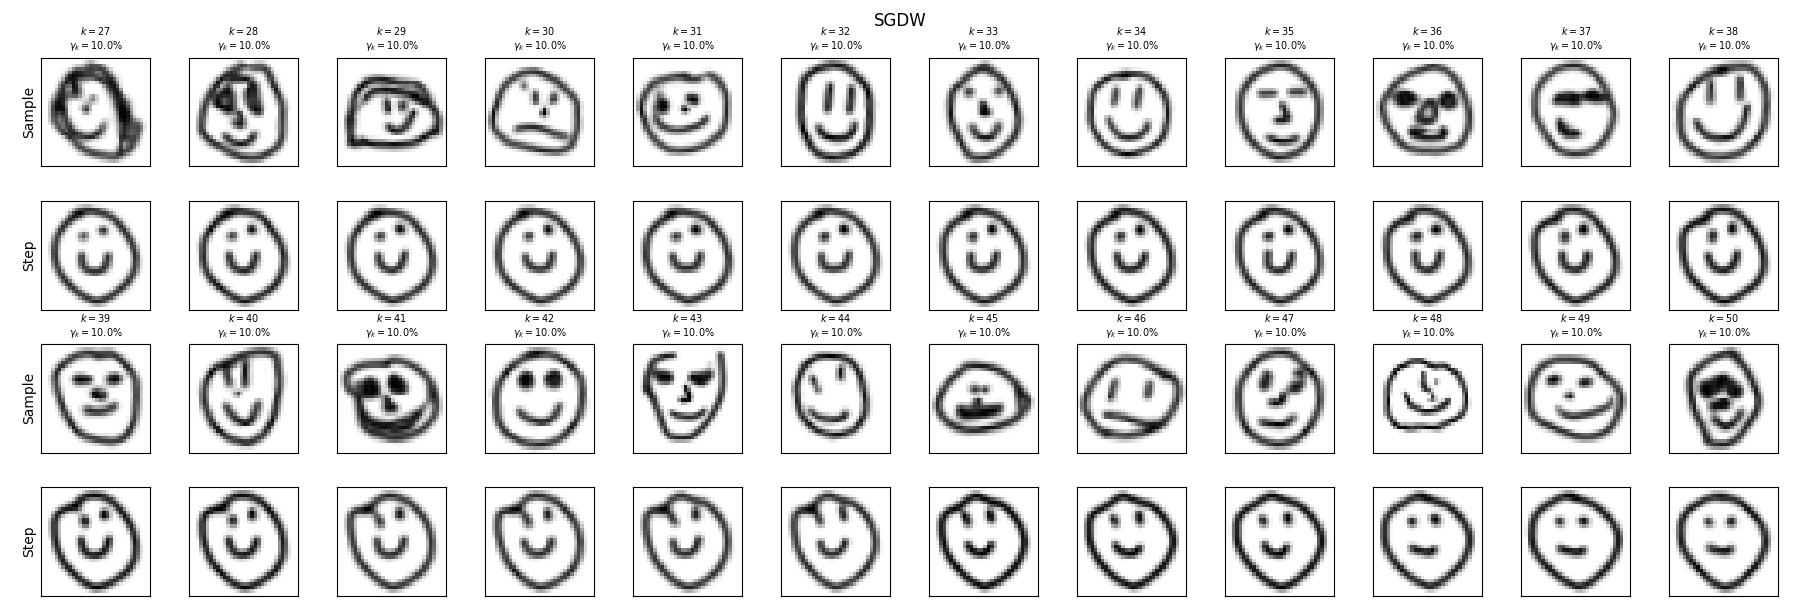 SGDW
k = 27 k = 28 k = 29 k = 30 k = 31 k = 32 k = 33 k = 34 k = 35 k = 36 k = 37 k = 38
γk = 10.0% γk = 10.0% γk = 10.0% γk = 10.0% γk = 10.0% γk = 10.0% γk = 10.0% γk = 10.0% γk = 10.0% γk = 10.0% γk = 10.0% γk = 10.0%
Sample
Step
k = 39 k = 40 k = 41 k = 42 k = 43 k = 44 k = 45 k = 46 k = 47 k = 48 k = 49 k = 50
γk = 10.0% γk = 10.0% γk = 10.0% γk = 10.0% γk = 10.0% γk = 10.0% γk = 10.0% γk = 10.0% γk = 10.0% γk = 10.0% γk = 10.0% γk = 10.0%
Sample
Step